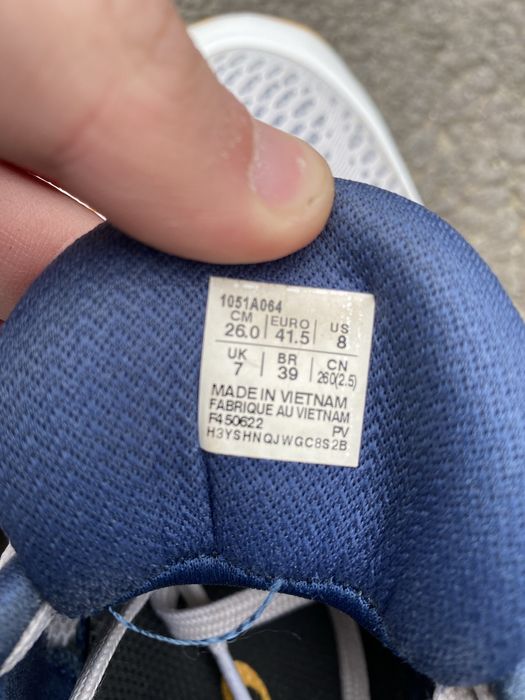 1051A064
CM EURO US
26.0 41.5 8
UK BR CN
7 39 260(2.5)
MADE IN VIETNAM
FABRIQUE AU VIETNAM
F450622 PV
H3YSHNQJWGC8S2B